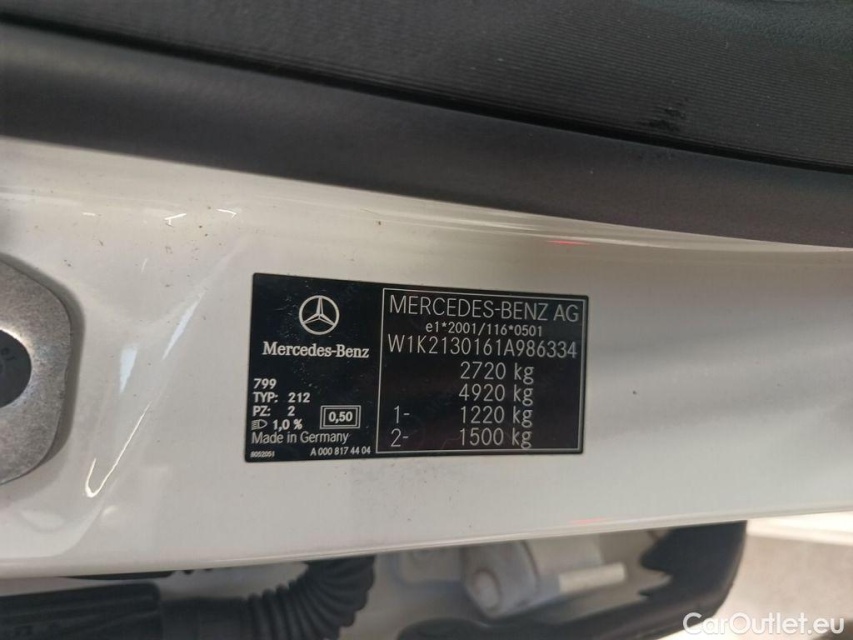 Mercedes-Benz
799
TYP: 212
PZ: 2
1,0 %
0,50
Made in Germany
8052051
A 000 817 44 04
MERCEDES-BENZ AG
e1*2001/116*0501
W1K2130161A986334
2720 kg
4920 kg
1- 1220 kg
2- 1500 kg
CarOutlet.eu